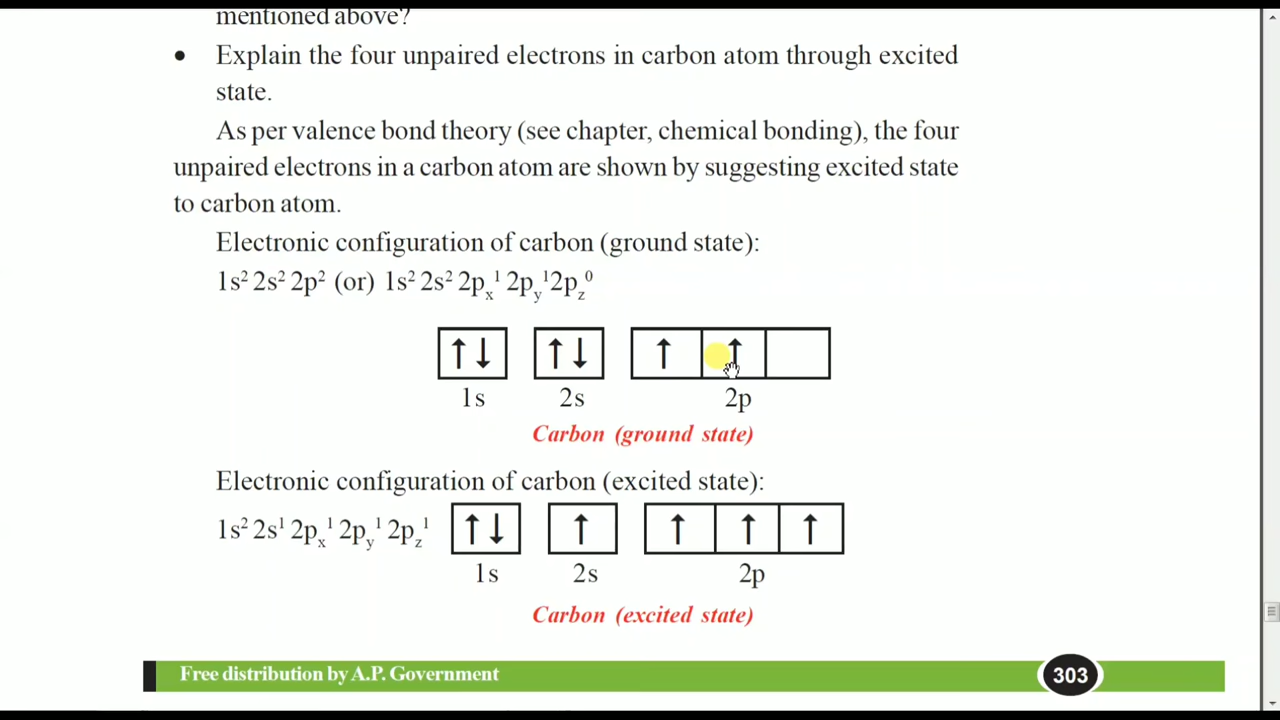 mentioned above?
• Explain the four unpaired electrons in carbon atom through excited
state.
As per valence bond theory (see chapter, chemical bonding), the four
unpaired electrons in a carbon atom are shown by suggesting excited state
to carbon atom.
Electronic configuration of carbon (ground state):
1s² 2s² 2p² (or) 1s² 2s² 2pₓ¹ 2p_y¹2p_z⁰
↑↓ ↑↓ ↑ ↑
1s 2s 2p
Carbon (ground state)
Electronic configuration of carbon (excited state):
1s² 2s¹ 2pₓ¹ 2p_y¹ 2p_z¹ ↑↓ ↑ ↑ ↑ ↑
1s 2s 2p
Carbon (excited state)
Free distribution by A.P. Government 303